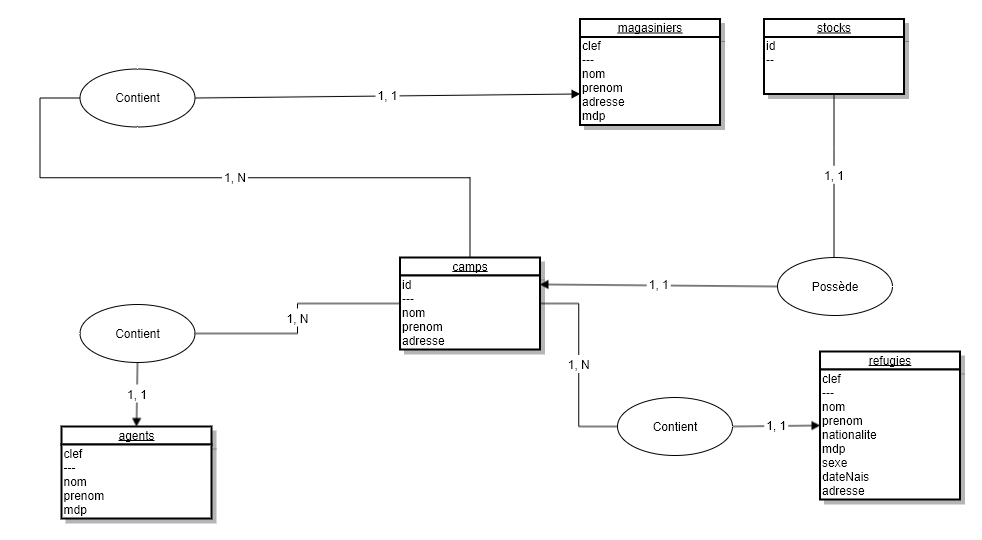 magasiniers
clef
---
nom
prenom
adresse
mdp
stocks
id
--
Contient
1, 1
1, N
1, 1
camps
id
---
nom
prenom
adresse
1, 1
Possède
Contient
1, N
1, 1
agents
clef
---
nom
prenom
mdp
1, N
Contient
1, 1
refugies
clef
---
nom
prenom
nationalite
mdp
sexe
dateNais
adresse